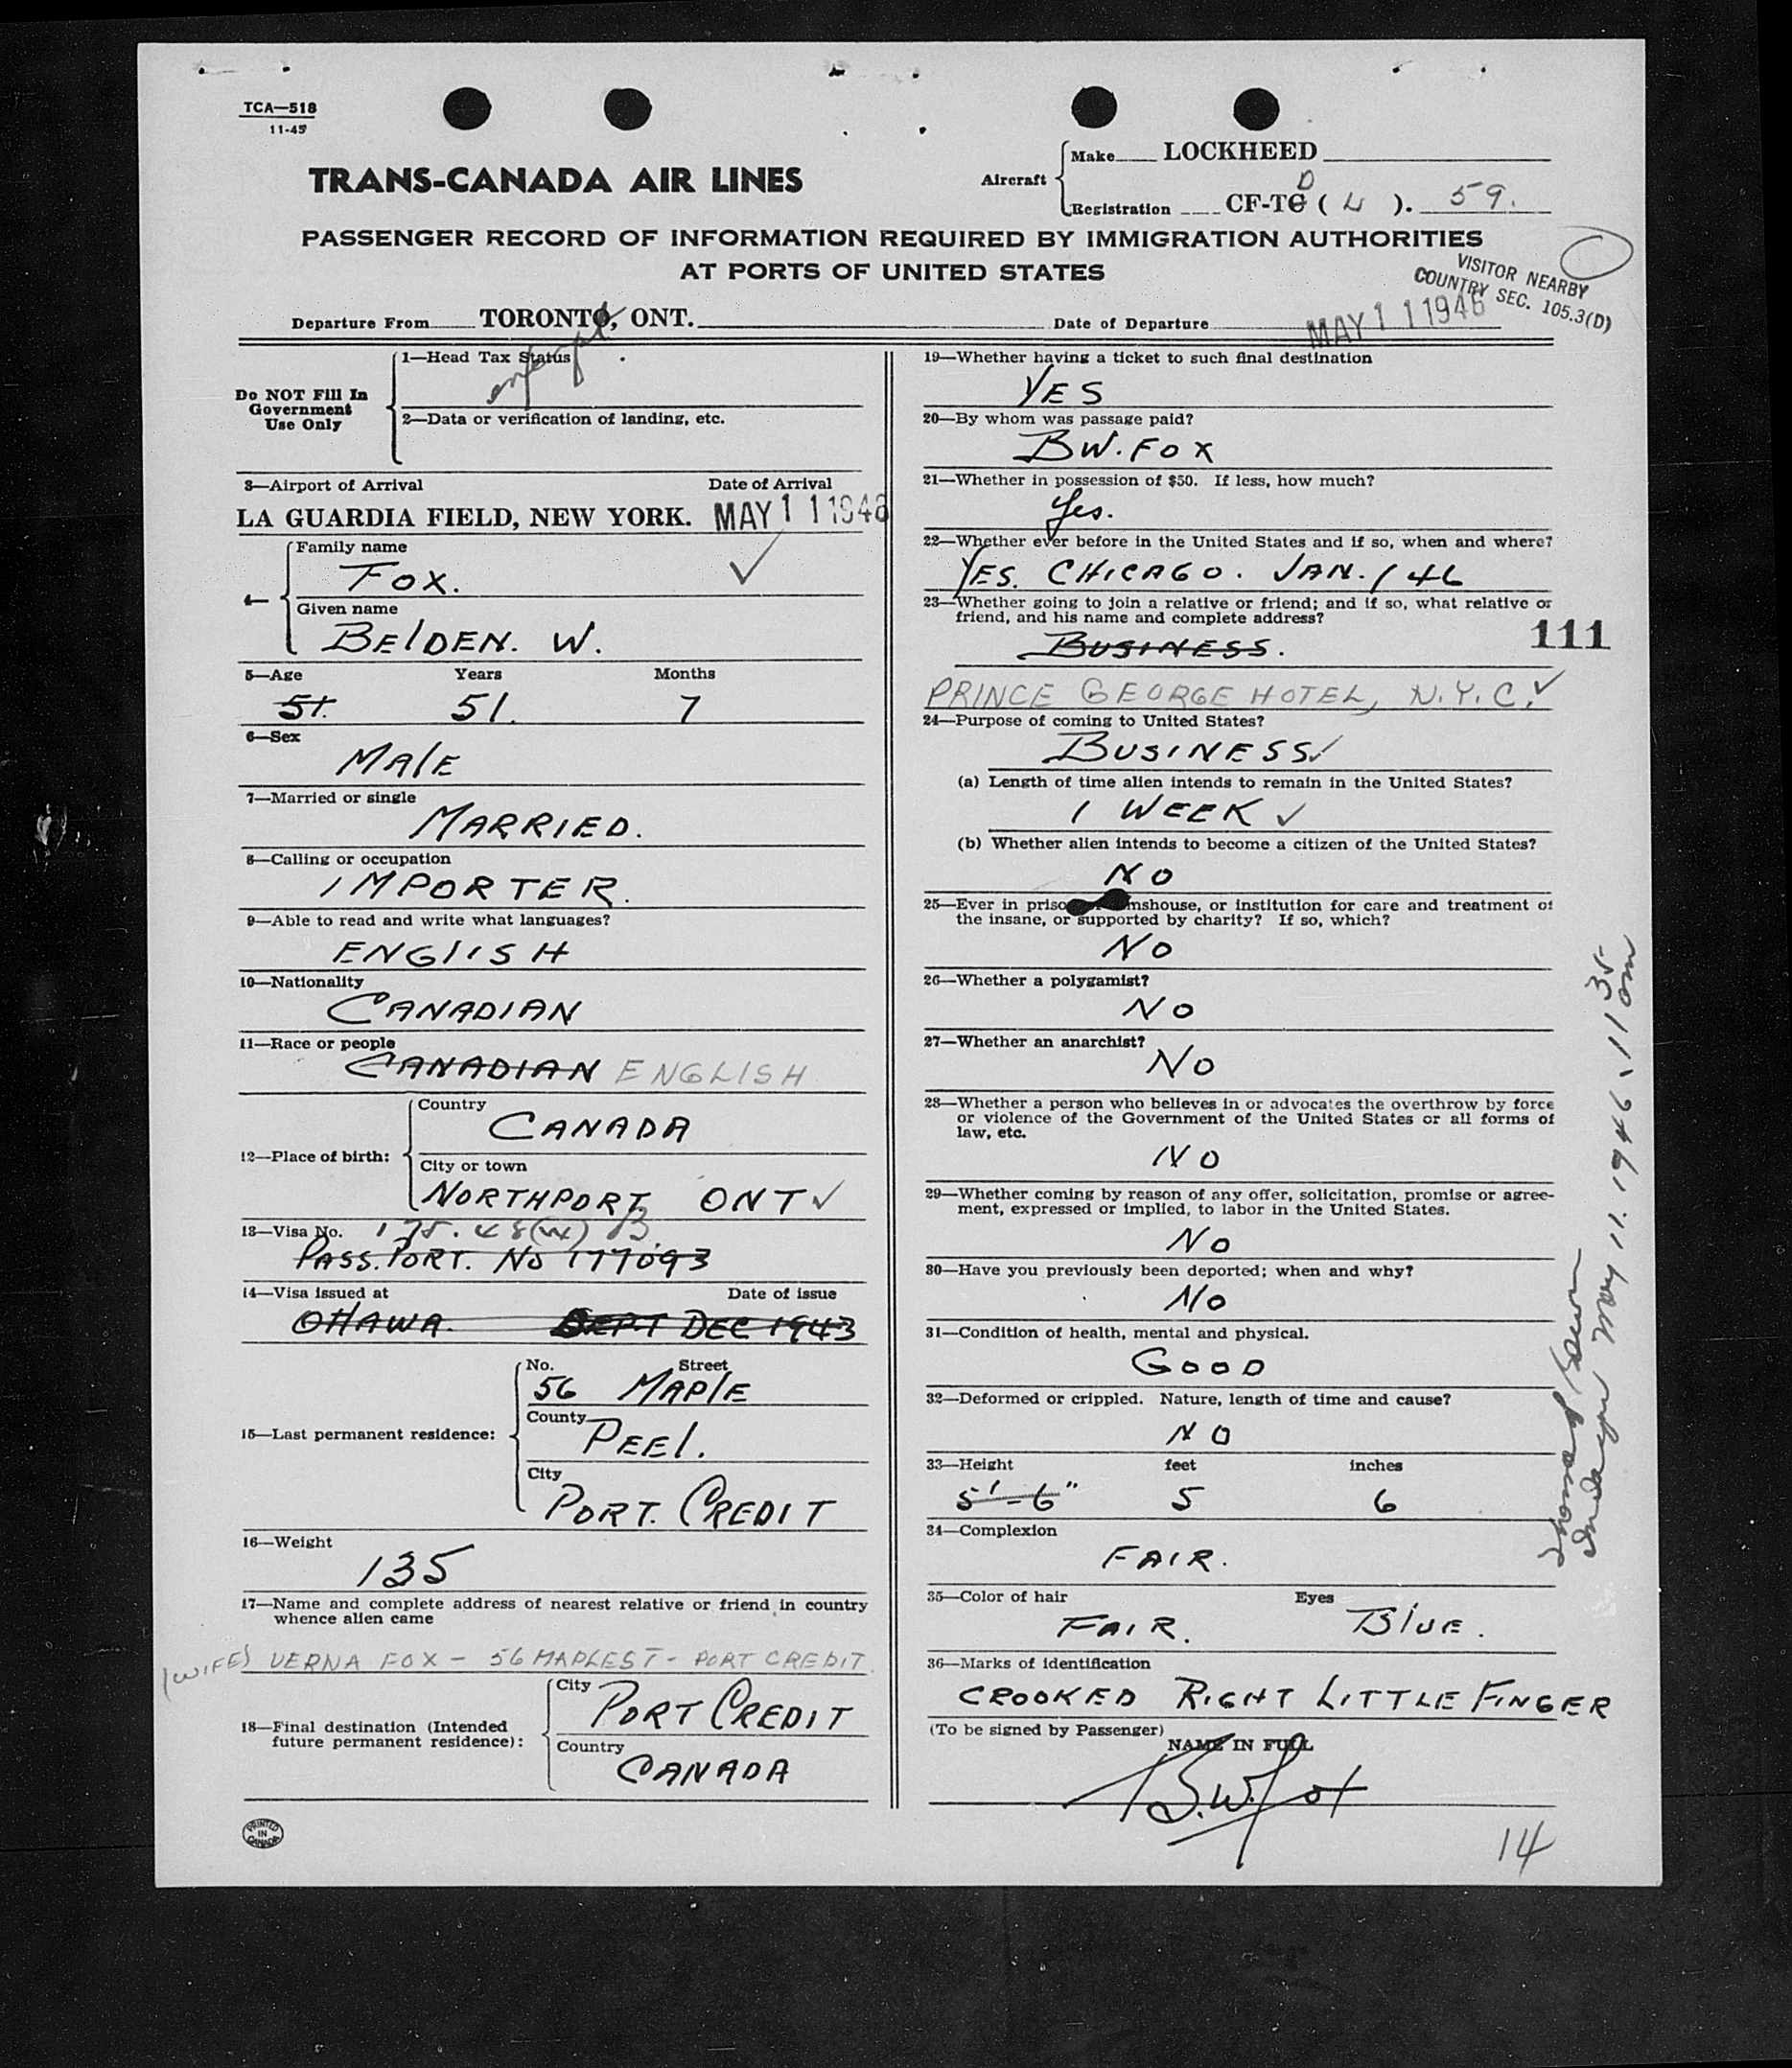 TCA—518
11-45
TRANS-CANADA AIR LINES
Aircraft
Make LOCKHEED
D
Registration CF-TC ( L ). 59.
PASSENGER RECORD OF INFORMATION REQUIRED BY IMMIGRATION AUTHORITIES
AT PORTS OF UNITED STATES
VISITOR NEARBY
COUNTRY SEC. 105.3(D)
Departure From TORONTO, ONT. Date of Departure MAY 11 1946
Do NOT Fill In
Government
Use Only
1—Head Tax Status
exempt
2—Data or verification of landing, etc.
3—Airport of Arrival Date of Arrival
LA GUARDIA FIELD, NEW YORK. MAY 11 1946
4—
Family name
FOX.
Given name
BELDEN. W.
5—Age Years Months
51. 51. 7
6—Sex
MALE
7—Married or single
MARRIED.
8—Calling or occupation
IMPORTER.
9—Able to read and write what languages?
ENGLISH
10—Nationality
CANADIAN
11—Race or people
CANADIAN ENGLISH
12—Place of birth:
Country
CANADA
City or town
NORTHPORT. ONT
13—Visa No.
PASS.PORT. NO 177093
14—Visa issued at Date of issue
OTTAWA. SEPT DEC 1943
15—Last permanent residence:
No. Street
56 MAPLE
County
PEEL.
City
PORT. CREDIT
16—Weight
135
17—Name and complete address of nearest relative or friend in country
whence alien came
(WIFE) VERNA FOX - 56 MAPLE ST - PORT CREDIT.
18—Final destination (Intended
future permanent residence):
City
PORT CREDIT
Country
CANADA
PRINTED
IN
CANADA
19—Whether having a ticket to such final destination
YES
20—By whom was passage paid?
BW. FOX
21—Whether in possession of $50. If less, how much?
Yes.
22—Whether ever before in the United States and if so, when and where?
YES. CHICAGO. JAN. / 46
23—Whether going to join a relative or friend; and if so, what relative or
friend, and his name and complete address?
111
BUSINESS.
PRINCE GEORGE HOTEL, N.Y.C.
24—Purpose of coming to United States?
BUSINESS
(a) Length of time alien intends to remain in the United States?
1 WEEK
(b) Whether alien intends to become a citizen of the United States?
NO
25—Ever in priso mshouse, or institution for care and treatment of
the insane, or supported by charity? If so, which?
NO
26—Whether a polygamist?
NO
27—Whether an anarchist?
NO
28—Whether a person who believes in or advocates the overthrow by force
or violence of the Government of the United States or all forms of
law, etc.
NO
29—Whether coming by reason of any offer, solicitation, promise or agree-
ment, expressed or implied, to labor in the United States.
NO
30—Have you previously been deported; when and why?
NO
31—Condition of health, mental and physical.
GOOD
32—Deformed or crippled. Nature, length of time and cause?
NO
33—Height feet inches
5'-6" 5 6
34—Complexion
FAIR.
35—Color of hair Eyes
FAIR. BLUE.
36—Marks of identification
CROOKED RIGHT LITTLE FINGER
(To be signed by Passenger)
NAME IN FULL
B.W. Fox
14
Thomas
May 11. 1946. 11 35 am